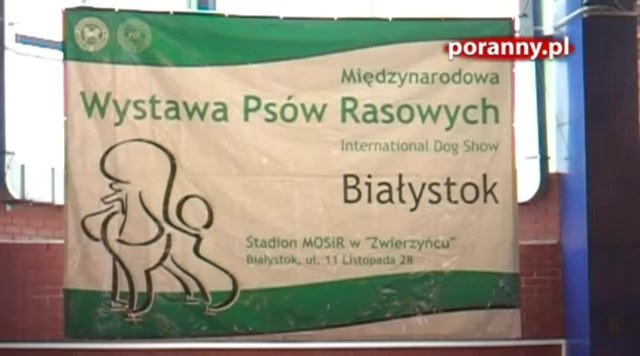 poranny.pl
Międzynarodowa
Wystawa Psów Rasowych
International Dog Show
Białystok
Stadion MOSiR w "Zwierzyńcu"
Białystok, ul. 11 Listopada 28